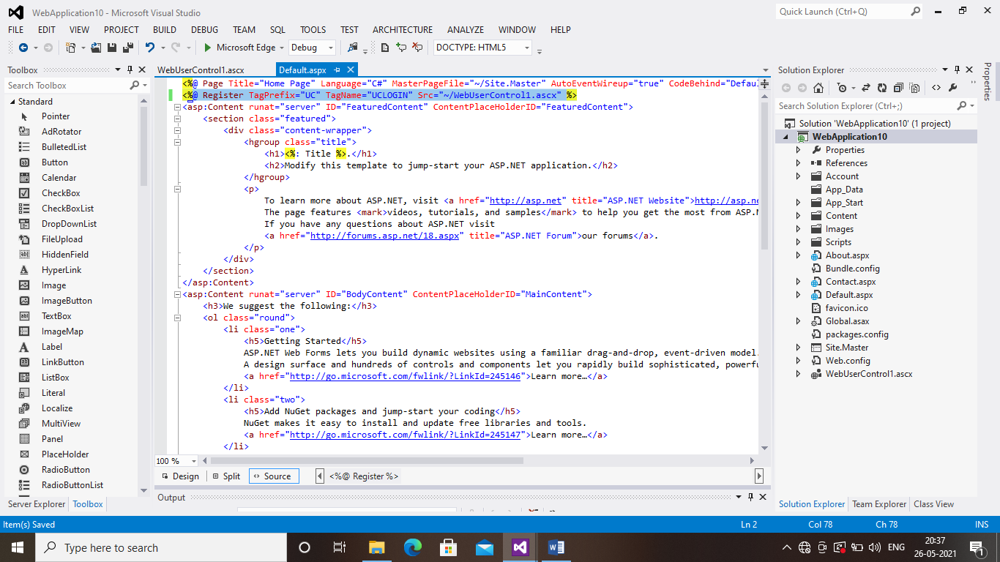 WebApplication10 - Microsoft Visual Studio
Quick Launch (Ctrl+Q)
FILE EDIT VIEW PROJECT BUILD DEBUG TEAM SQL TOOLS TEST ARCHITECTURE ANALYZE WINDOW HELP
Microsoft Edge Debug DOCTYPE: HTML5
Toolbox
Search Toolbox
Standard
Pointer
AdRotator
BulletedList
Button
Calendar
CheckBox
CheckBoxList
DropDownList
FileUpload
HiddenField
HyperLink
Image
ImageButton
TextBox
ImageMap
Label
LinkButton
ListBox
Literal
Localize
MultiView
Panel
PlaceHolder
RadioButton
RadioButtonList
Server Explorer Toolbox
WebUserControl1.ascx Default.aspx
<%@ Page Title="Home Page" Language="C#" MasterPageFile="~/Site.Master" AutoEventWireup="true" CodeBehind="Defau
<%@ Register TagPrefix="UC" TagName="UCLOGIN" Src="~/WebUserControl1.ascx" %>
<asp:Content runat="server" ID="FeaturedContent" ContentPlaceHolderID="FeaturedContent">
<section class="featured">
<div class="content-wrapper">
<hgroup class="title">
<h1><%: Title %>.</h1>
<h2>Modify this template to jump-start your ASP.NET application.</h2>
</hgroup>
<p>
To learn more about ASP.NET, visit <a href="http://asp.net" title="ASP.NET Website">http://asp.ne
The page features <mark>videos, tutorials, and samples</mark> to help you get the most from ASP.N
If you have any questions about ASP.NET visit
<a href="http://forums.asp.net/18.aspx" title="ASP.NET Forum">our forums</a>.
</p>
</div>
</section>
</asp:Content>
<asp:Content runat="server" ID="BodyContent" ContentPlaceHolderID="MainContent">
<h3>We suggest the following:</h3>
<ol class="round">
<li class="one">
<h5>Getting Started</h5>
ASP.NET Web Forms lets you build dynamic websites using a familiar drag-and-drop, event-driven model.
A design surface and hundreds of controls and components let you rapidly build sophisticated, powerfu
<a href="http://go.microsoft.com/fwlink/?LinkId=245146">Learn more…</a>
</li>
<li class="two">
<h5>Add NuGet packages and jump-start your coding</h5>
NuGet makes it easy to install and update free libraries and tools.
<a href="http://go.microsoft.com/fwlink/?LinkId=245147">Learn more…</a>
</li>
100 %
Design Split Source <%@ Register %>
Output
Solution Explorer
Search Solution Explorer (Ctrl+;)
Solution 'WebApplication10' (1 project)
WebApplication10
Properties
References
Account
App_Data
App_Start
Content
Images
Scripts
About.aspx
Bundle.config
Contact.aspx
Default.aspx
favicon.ico
Global.asax
packages.config
Site.Master
Web.config
WebUserControl1.ascx
Solution Explorer Team Explorer Class View
Properties
Item(s) Saved Ln 2 Col 78 Ch 78 INS
Type here to search
ENG
20:37
26-05-2021
1